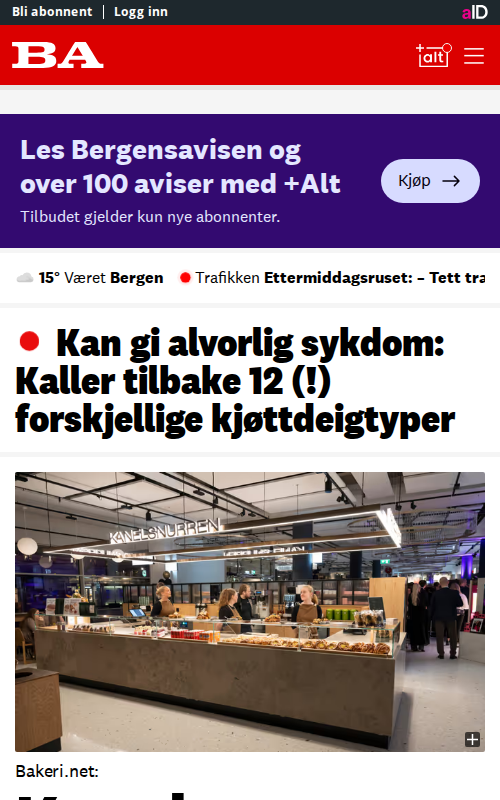 Bli abonnent | Logg inn
aID
BA
+alt
Les Bergensavisen og
over 100 aviser med +Alt
Kjøp
Tilbudet gjelder kun nye abonnenter.
15° Været Bergen
Trafikken Ettermiddagsruset: – Tett tra
Kan gi alvorlig sykdom:
Kaller tilbake 12 (!)
forskjellige kjøttdeigtyper
KANELSNURREN
Bakeri.net: